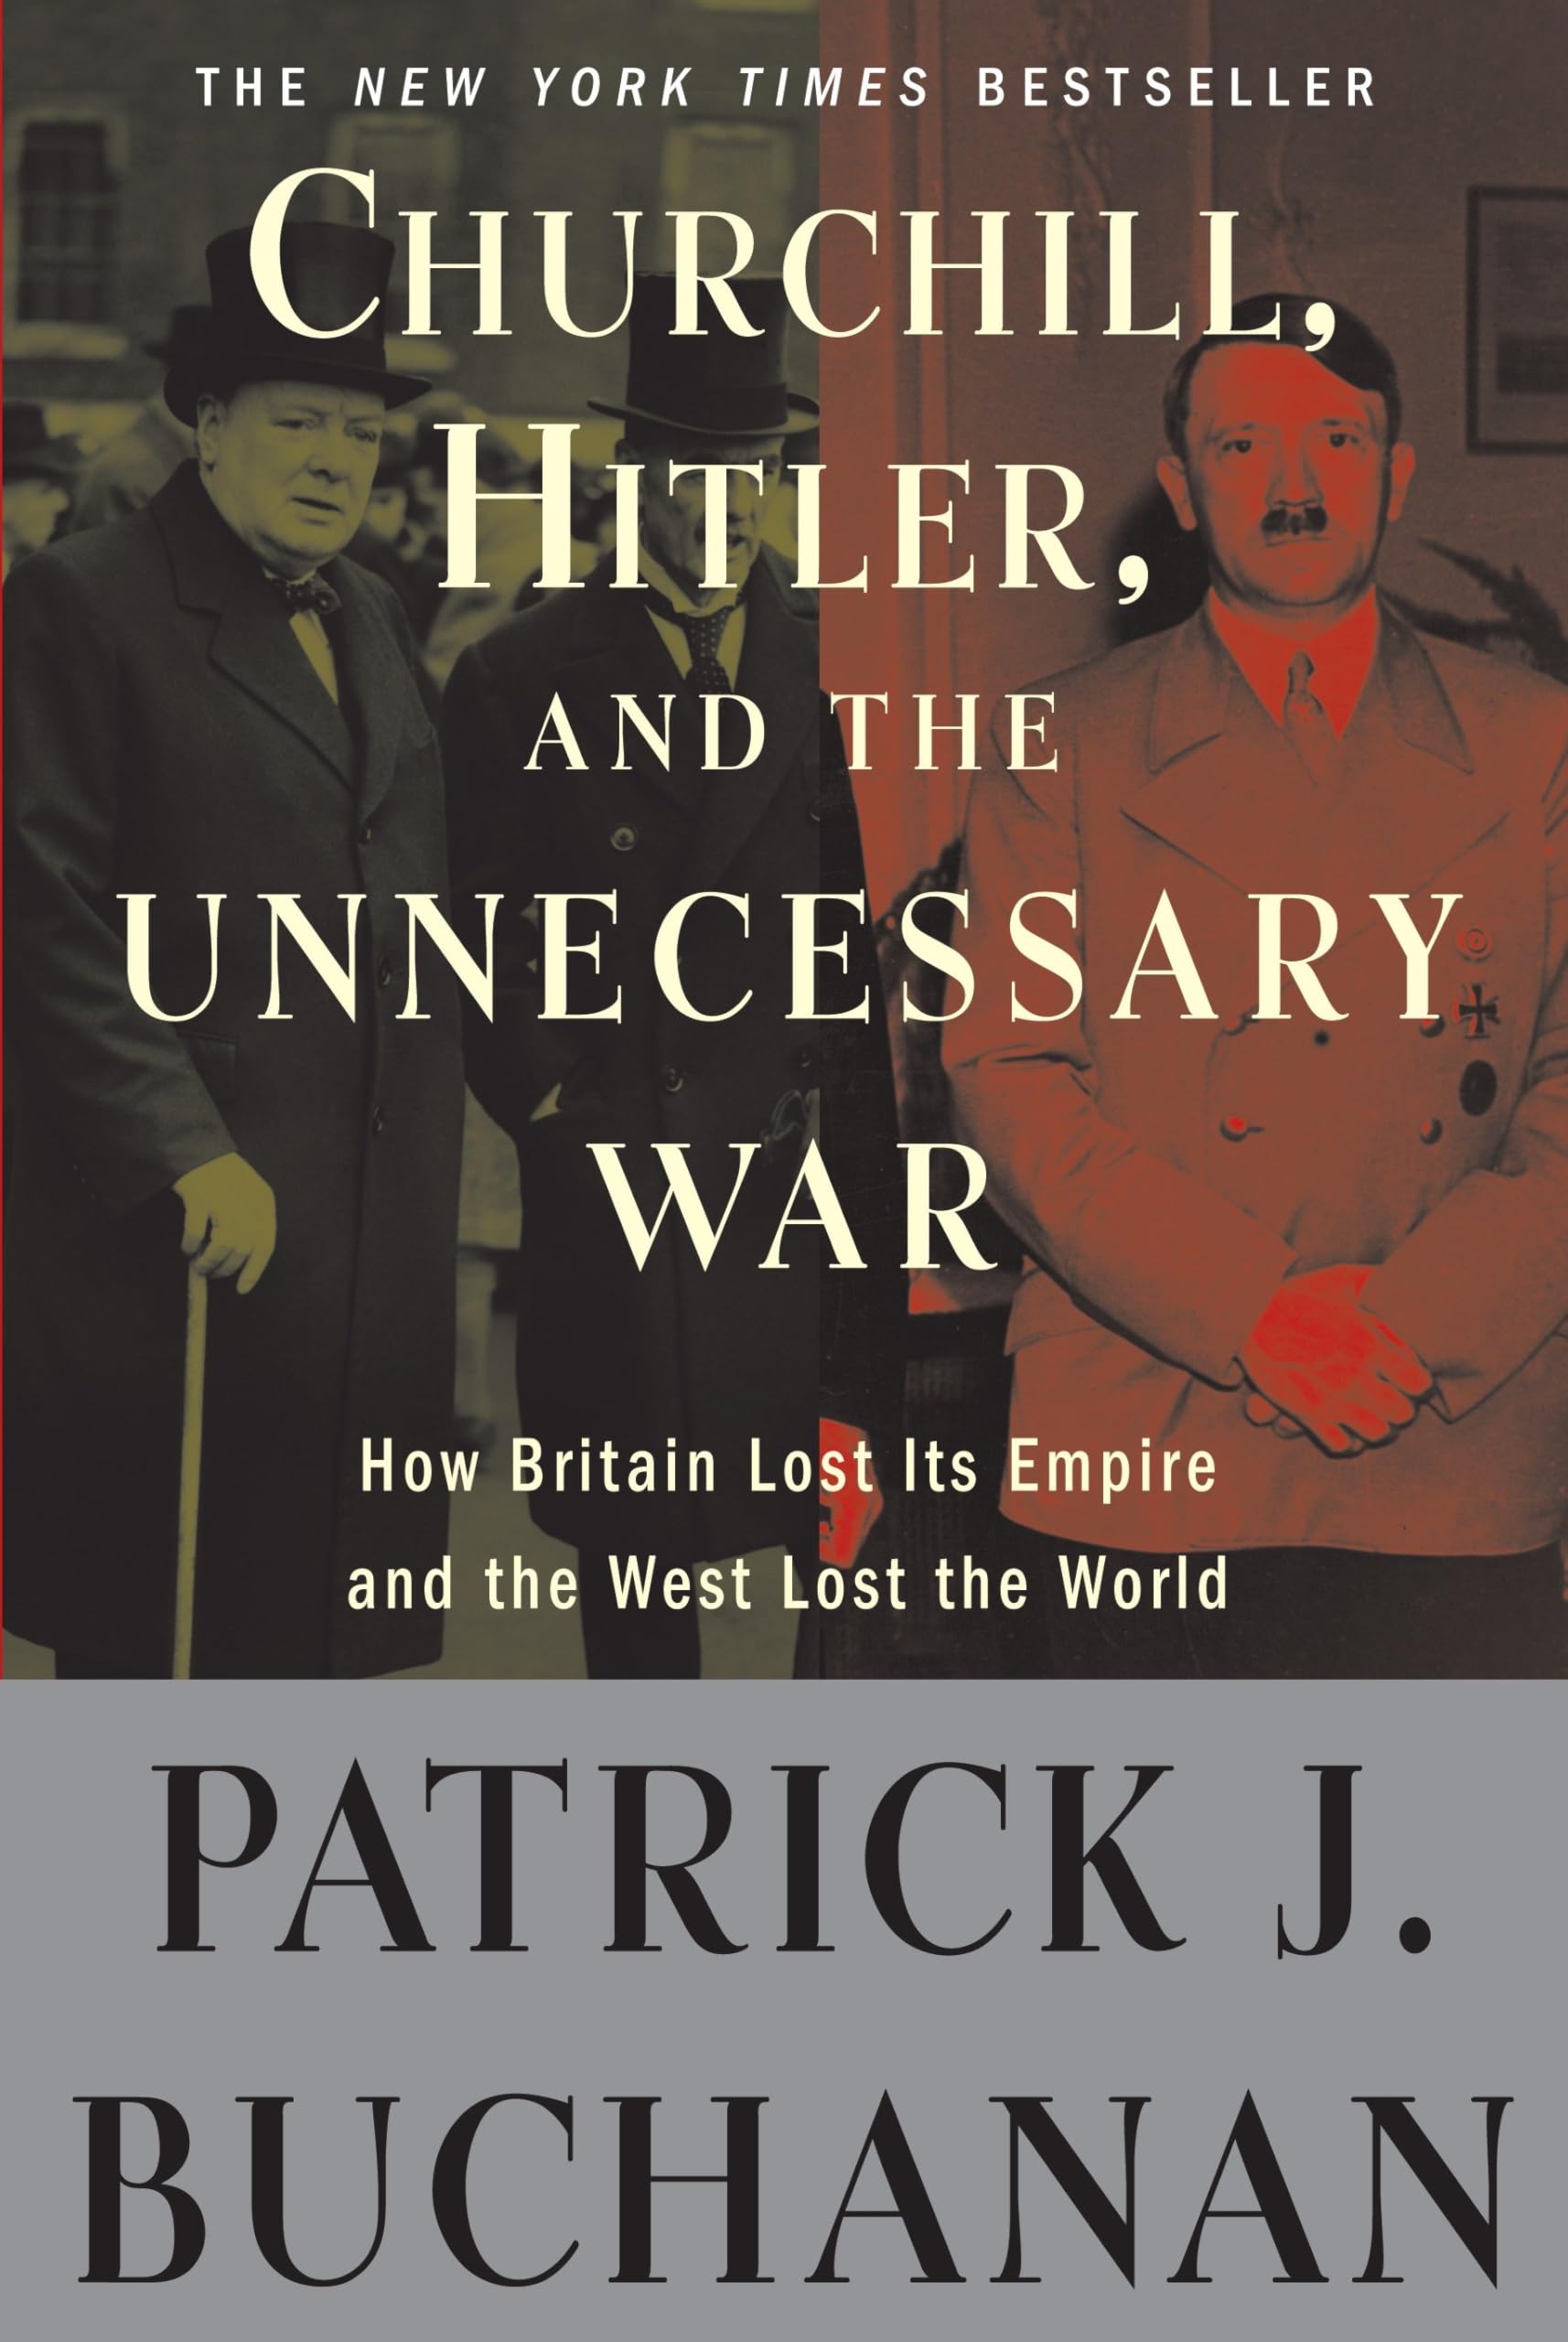 THE NEW YORK TIMES BESTSELLER
CHURCHILL,
HITLER,
AND THE
UNNECESSARY
WAR
How Britain Lost Its Empire
and the West Lost the World
PATRICK J.
BUCHANAN